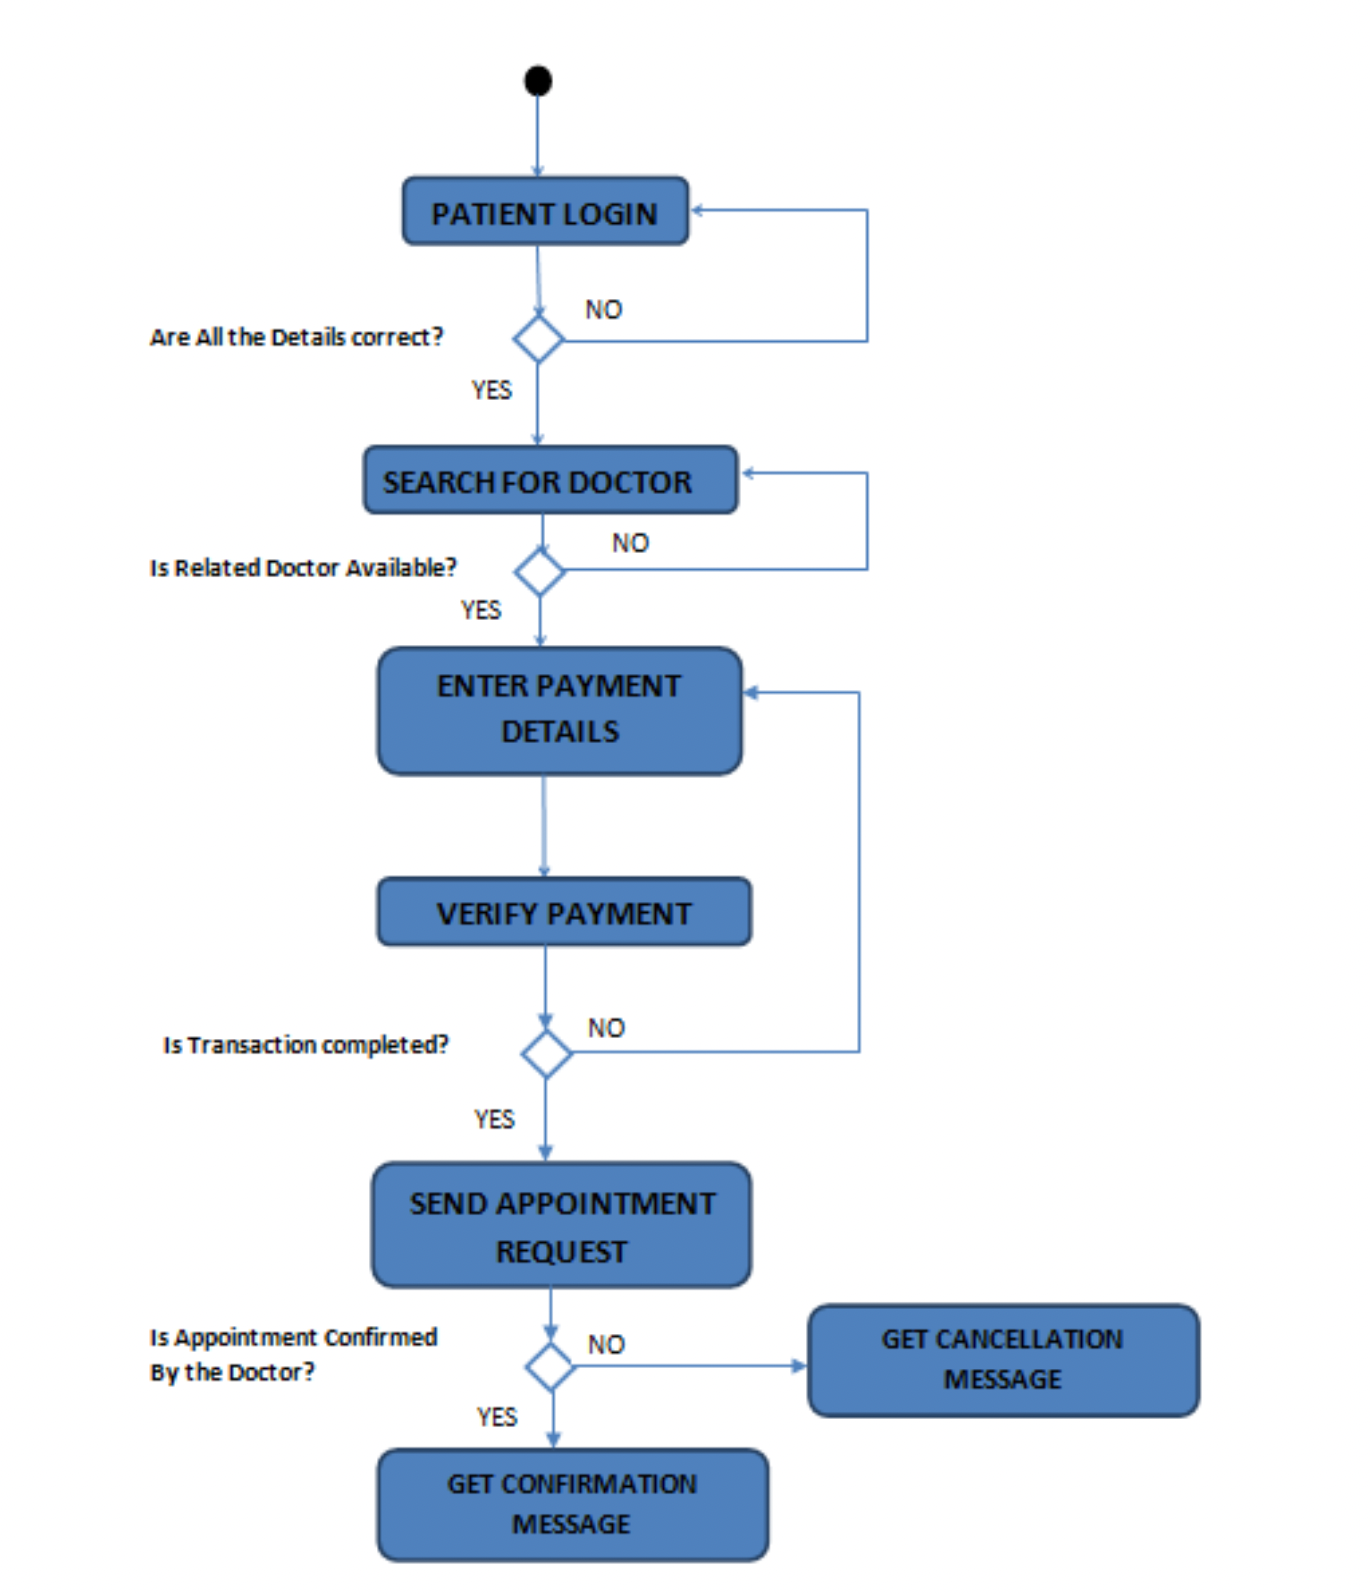 PATIENT LOGIN
NO
Are All the Details correct?
YES
SEARCH FOR DOCTOR
NO
Is Related Doctor Available?
YES
ENTER PAYMENT
DETAILS
VERIFY PAYMENT
NO
Is Transaction completed?
YES
SEND APPOINTMENT
REQUEST
Is Appointment Confirmed
By the Doctor?
NO
GET CANCELLATION
MESSAGE
YES
GET CONFIRMATION
MESSAGE